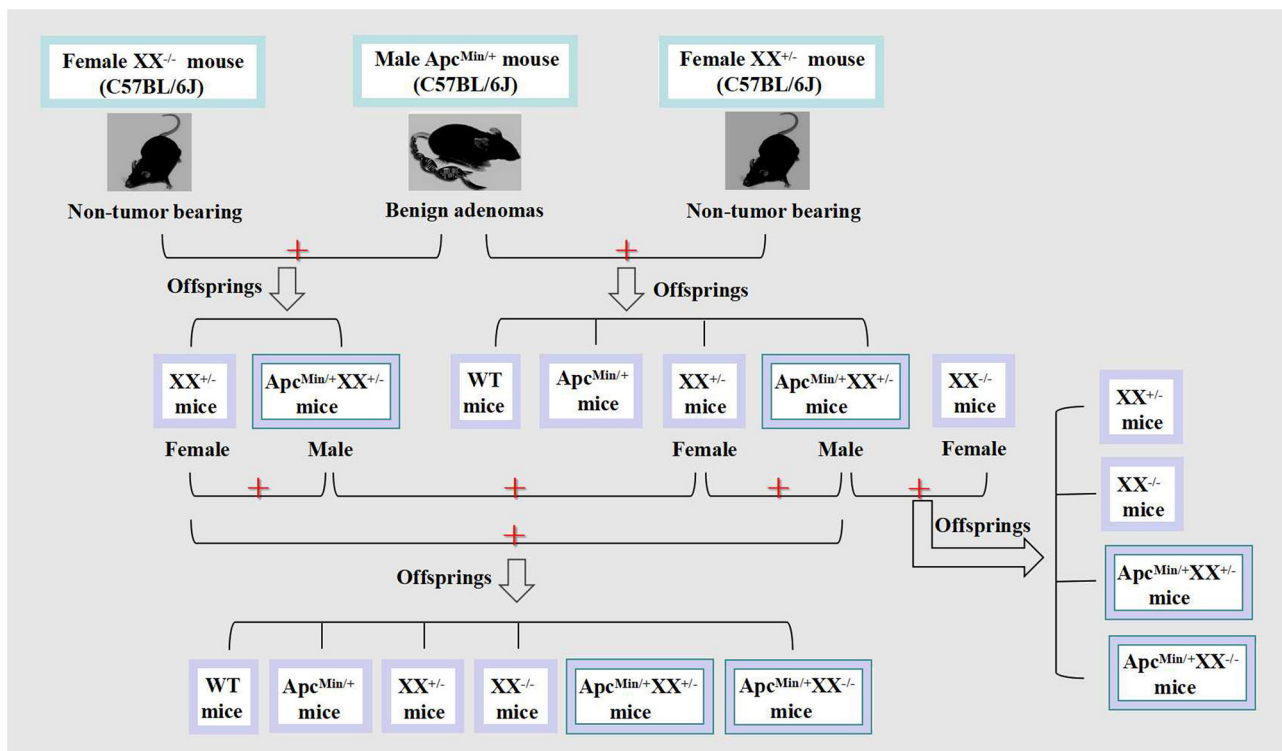 Female XX-/- mouse
(C57BL/6J)
Male ApcMin/+ mouse
(C57BL/6J)
Female XX+/- mouse
(C57BL/6J)
Non-tumor bearing
Benign adenomas
Non-tumor bearing
Offsprings
Offsprings
XX+/-
mice
ApcMin/+XX+/-
mice
WT
mice
ApcMin/+
mice
XX+/-
mice
ApcMin/+XX+/-
mice
XX-/-
mice
Female
Male
Female
Male
Female
XX+/-
mice
XX-/-
mice
ApcMin/+XX+/-
mice
ApcMin/+XX-/-
mice
Offsprings
Offsprings
WT
mice
ApcMin/+
mice
XX+/-
mice
XX-/-
mice
ApcMin/+XX+/-
mice
ApcMin/+XX-/-
mice